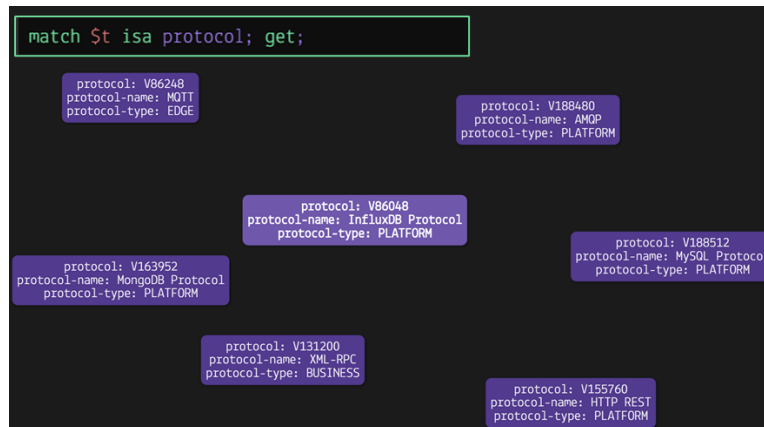 match $t isa protocol; get;
protocol: V86248
protocol-name: MQTT
protocol-type: EDGE
protocol: V188480
protocol-name: AMQP
protocol-type: PLATFORM
protocol: V86048
protocol-name: InfluxDB Protocol
protocol-type: PLATFORM
protocol: V188512
protocol-name: MySQL Protoco
protocol-type: PLATFORM
protocol: V163952
protocol-name: MongoDB Protocol
protocol-type: PLATFORM
protocol: V131200
protocol-name: XML-RPC
protocol-type: BUSINESS
protocol: V155760
protocol-name: HTTP REST
protocol-type: PLATFORM